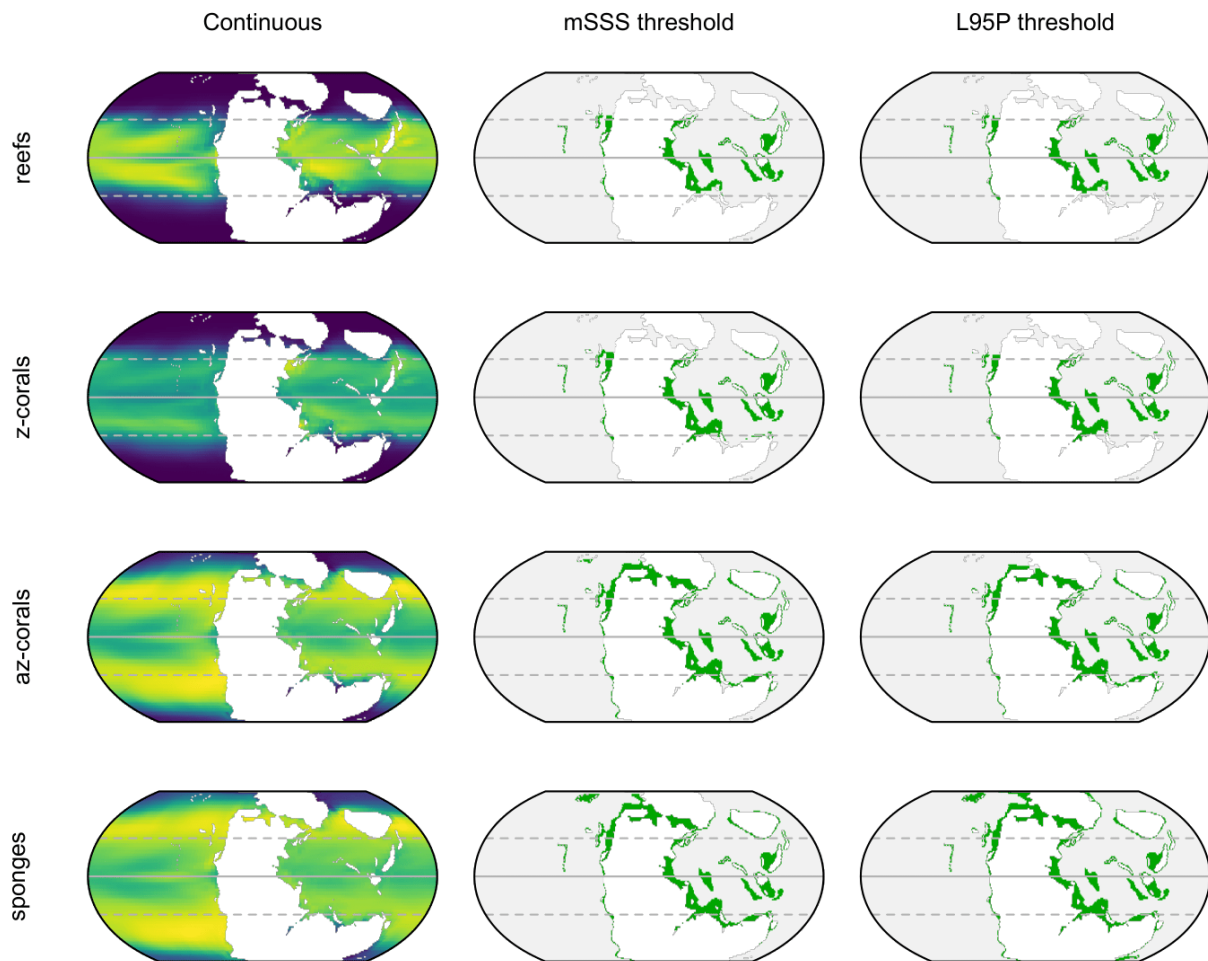 Continuous
mSSS threshold
L95P threshold
reefs
z-corals
az-corals
sponges